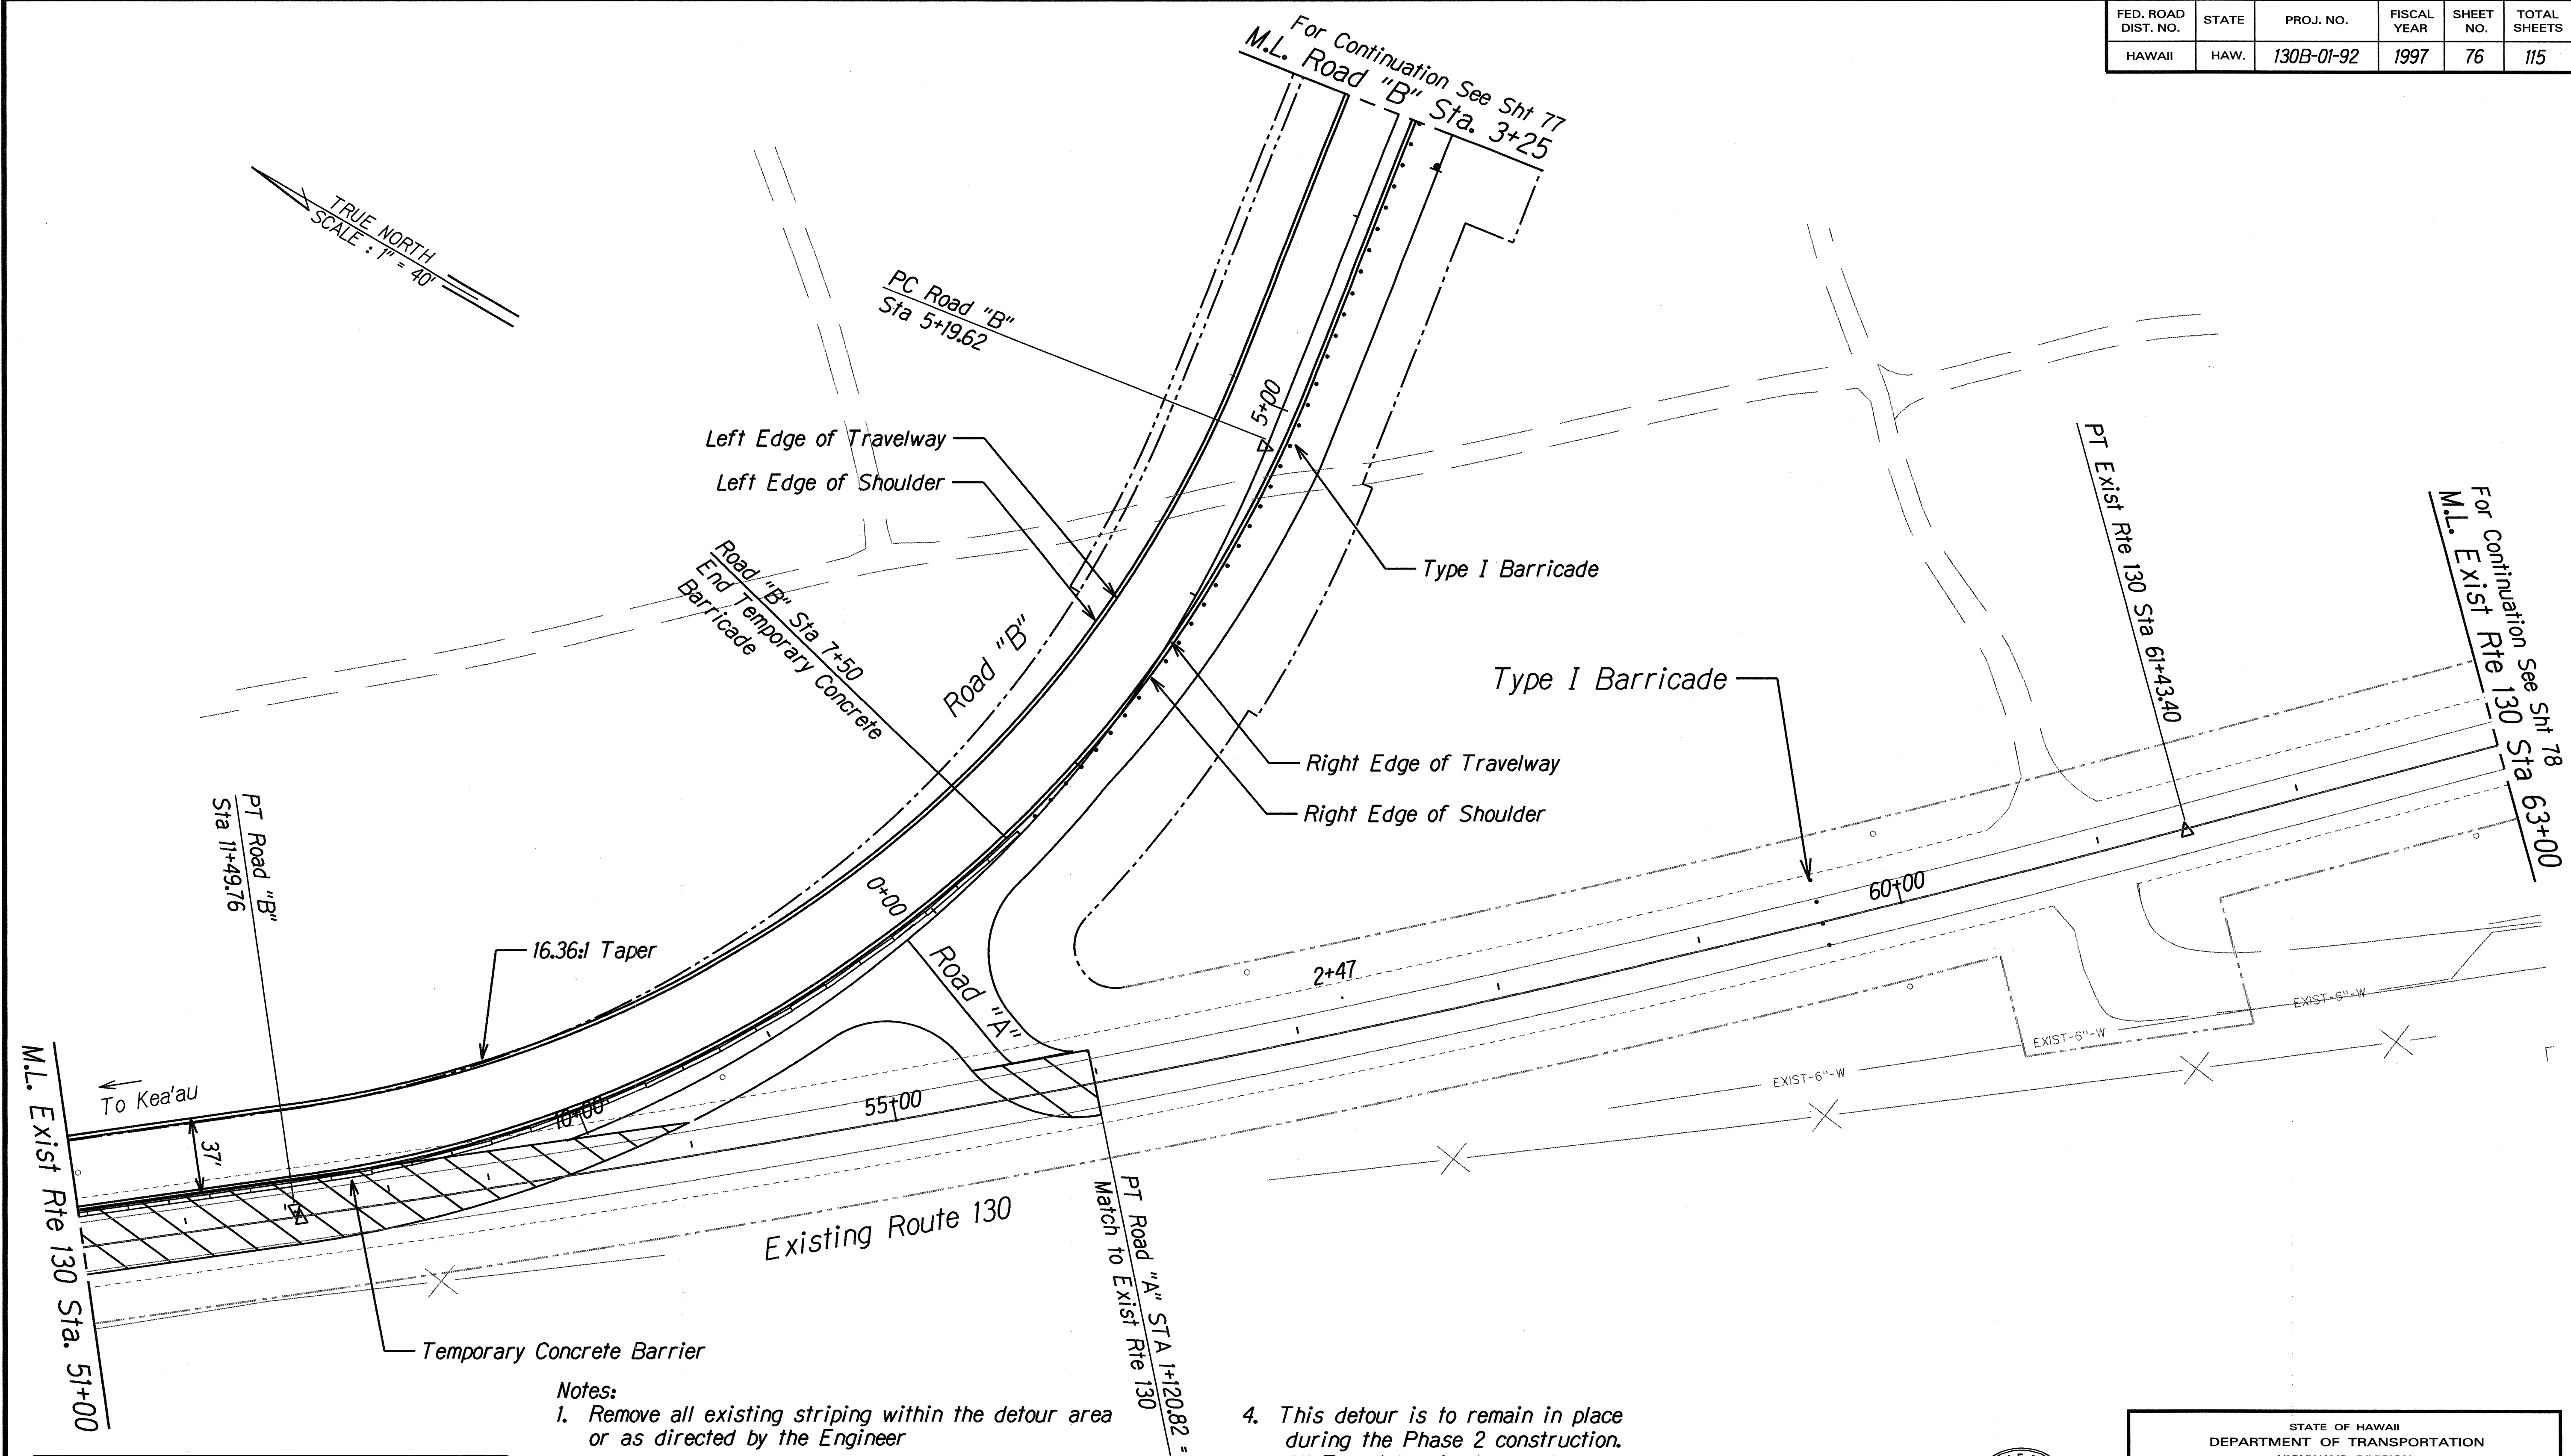 FED. ROAD DIST. NO.
STATE
PROJ. NO.
FISCAL YEAR
SHEET NO.
TOTAL SHEETS
HAWAII
HAW.
130B-01-92
1997
76
115
For Continuation See Sht 77
M.L. Road "B" Sta. 3+25
TRUE NORTH
SCALE : 1" = 40'
PC Road "B"
Sta 5+19.62
5+00
Left Edge of Travelway
Left Edge of Shoulder
Road "B" Sta 7+50
End Temporary Concrete
Barricade
Road "B"
Type I Barricade
Type I Barricade
PT Exist Rte 130 Sta 61+43.40
For Continuation See Sht 78
M.L. Exist Rte 130 Sta 63+00
Right Edge of Travelway
Right Edge of Shoulder
PT Road "B"
Sta 11+49.76
0+00
60+00
16.36:1 Taper
Road "A"
2+47
EXIST-6"-W
EXIST-6"-W
EXIST-6"-W
To Kea'au
37'
10+00
55+00
M.L. Exist Rte 130 Sta. 51+00
Existing Route 130
PT Road "A" STA 1+120.82 =
Match to Exist Rte 130
Temporary Concrete Barrier
Notes:
1. Remove all existing striping within the detour area
or as directed by the Engineer
4. This detour is to remain in place
during the Phase 2 construction.
STATE OF HAWAII
DEPARTMENT OF TRANSPORTATION